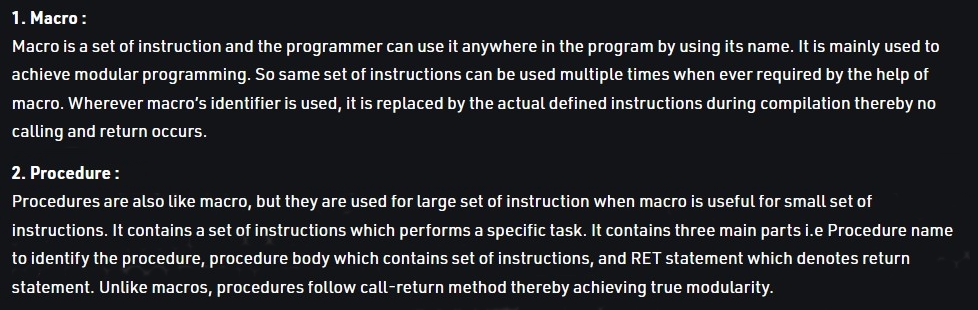 1. Macro :
Macro is a set of instruction and the programmer can use it anywhere in the program by using its name. It is mainly used to
achieve modular programming. So same set of instructions can be used multiple times when ever required by the help of
macro. Wherever macro's identifier is used, it is replaced by the actual defined instructions during compilation thereby no
calling and return occurs.
2. Procedure :
Procedures are also like macro, but they are used for large set of instruction when macro is useful for small set of
instructions. It contains a set of instructions which performs a specific task. It contains three main parts i.e Procedure name
to identify the procedure, procedure body which contains set of instructions, and RET statement which denotes return
statement. Unlike macros, procedures follow call-return method thereby achieving true modularity.